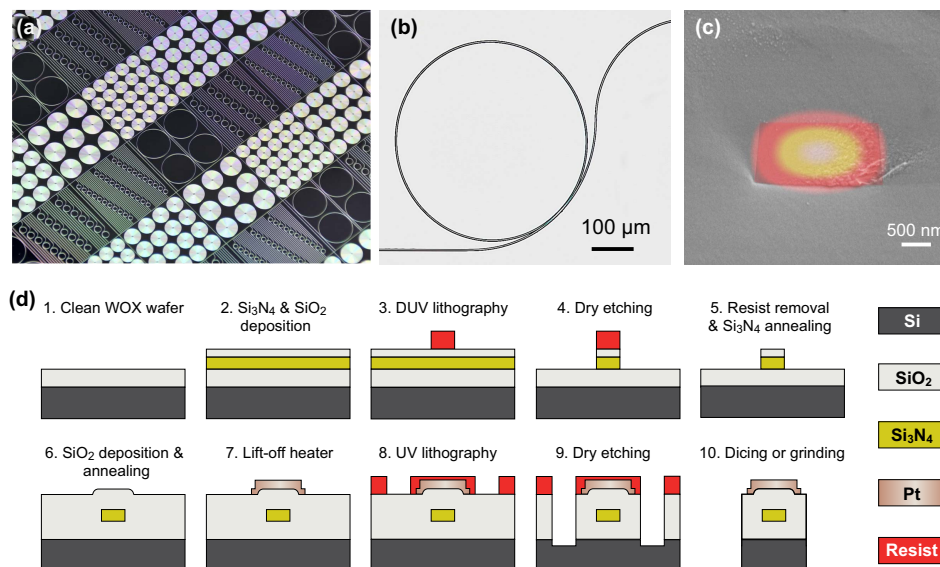 (a)
(b)
100 µm
(c)
500 nm
(d)
1. Clean WOX wafer
2. Si₃N₄ & SiO₂
deposition
3. DUV lithography
4. Dry etching
5. Resist removal
& Si₃N₄ annealing
6. SiO₂ deposition &
annealing
7. Lift-off heater
8. UV lithography
9. Dry etching
10. Dicing or grinding
Si
SiO₂
Si₃N₄
Pt
Resist